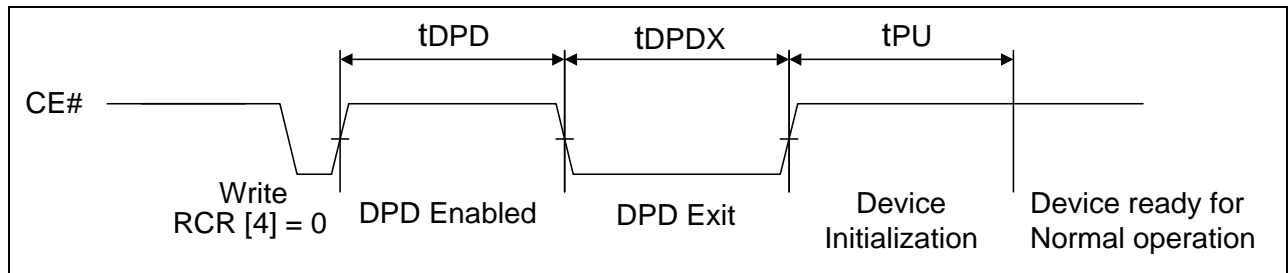 tDPD tDPDX tPU
CE#
Write
RCR [4] = 0
DPD Enabled
DPD Exit
Device
Initialization
Device ready for
Normal operation